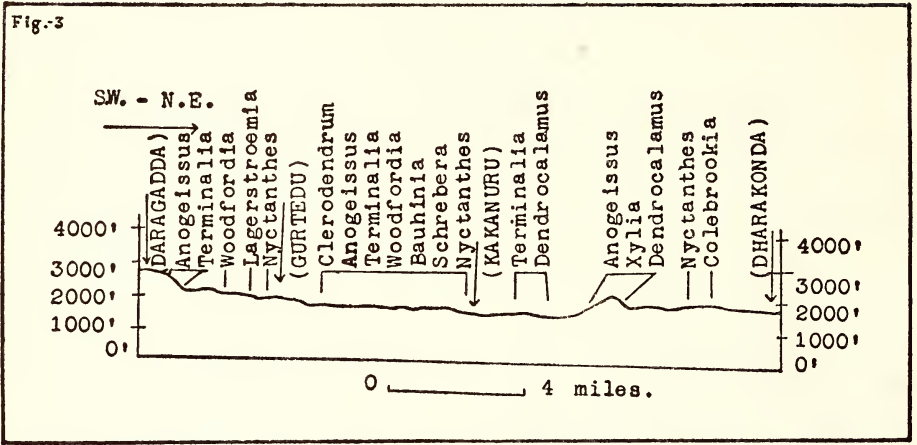 Fig.-3
S.W. - N.E.
(DARAGADDA)
Anogeissus
Terminalia
Woodfordia
Lagerstroemia
Nyctanthes
(GURTEDU)
Clerodendrum
Anogeissus
Terminalia
Woodfordia
Bauhinia
Schrebera
Nyctanthes
(KAKANURU)
Terminalia
Dendrocalamus
Anogeissus
Xylia
Dendrocalamus
Nyctanthes
Colebrookia
(DHARAKONDA)
4000'
3000'
2000'
1000'
0'
4000'
3000'
2000'
1000'
0'
0 4 miles.